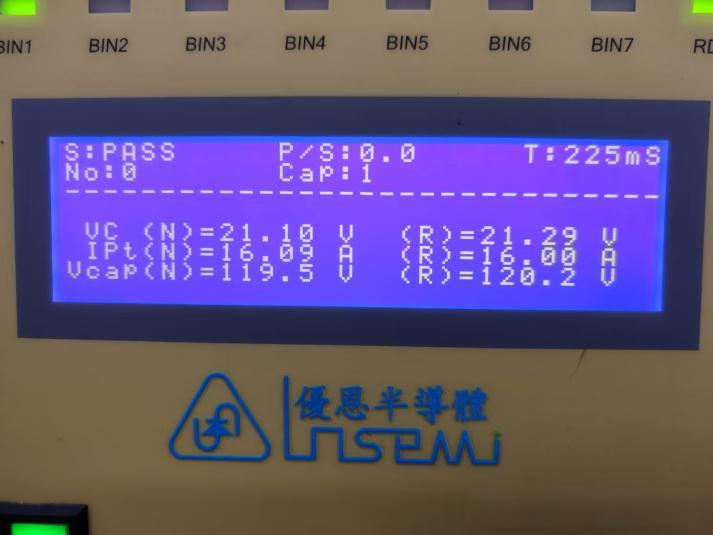 BIN1 BIN2 BIN3 BIN4 BIN5 BIN6 BIN7
S:PASS P/S:0.0 T:225mS
No:0 Cap:1
VC (N)=21.10 V (R)=21.29 V
IPt(N)=16.09 A (R)=16.00 A
Vcap(N)=119.5 V (R)=120.2 V
優恩半導體
UnSEMi